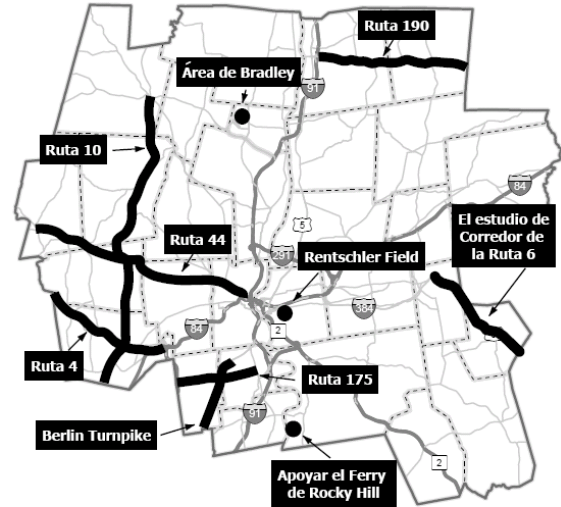 Ruta 190
Área de Bradley
91
Ruta 10
84
El estudio de
Corredor de
la Ruta 6
5
Ruta 44
291
Rentschler Field
384
2
84
Ruta 4
Ruta 175
91
Berlin Turnpike
2
Apoyar el Ferry
de Rocky Hill